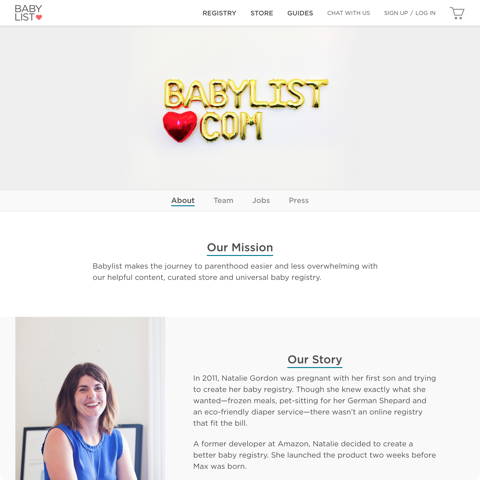 BABY
LIST
REGISTRY STORE GUIDES CHAT WITH US SIGN UP / LOG IN
BABYLIST
COM
About Team Jobs Press
Our Mission
Babylist makes the journey to parenthood easier and less overwhelming with
our helpful content, curated store and universal baby registry.
Our Story
In 2011, Natalie Gordon was pregnant with her first son and trying
to create her baby registry. Though she knew exactly what she
wanted—frozen meals, pet-sitting for her German Shepard and
an eco-friendly diaper service—there wasn’t an online registry
that fit the bill.
A former developer at Amazon, Natalie decided to create a
better baby registry. She launched the product two weeks before
Max was born.